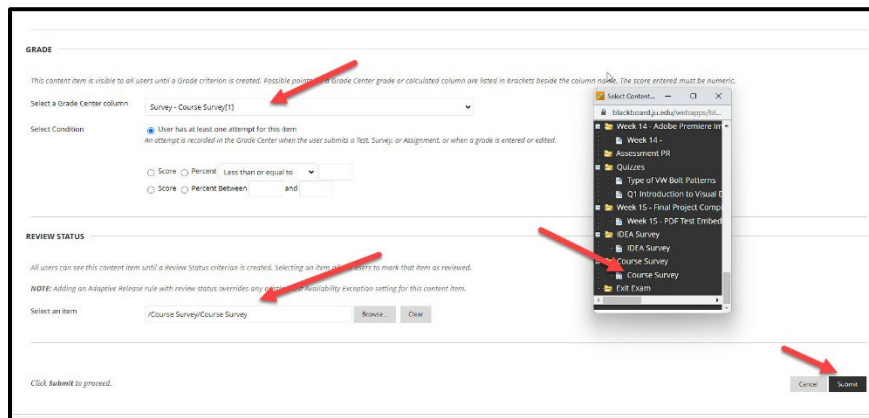 GRADE
This content item is visible to all users until a Grade criterion is created. Possible points Grade Center grade or calculated column are listed in brackets beside the column name. The score entered must be numeric.
Select a Grade Center column
Survey - Course Survey[1]
Select Condition
User has at least one attempt for this item
An attempt is recorded in the Grade Center when the user submits a Test, Survey, or Assignment, or when a grade is entered or edited.
Score Percent Less than or equal to
Score Percent Between and
REVIEW STATUS
All users can see this content item until a Review Status criterion is created. Selecting an item users to mark that item as reviewed.
NOTE: Adding an Adaptive Release rule with review status overrides any Availability Exception setting for this content item.
Select an item
/Course Survey/Course Survey
Browse...
Clear
Click Submit to proceed.
Cancel
Submit
Select Content...
blackboard.ju.edu/webapps/bl...
Week 14 - Adobe Premiere Im
Week 14 -
Assessment PR
Quizzes
Type of VW Bolt Patterns
Q1 Introduction to Visual D
Week 15 - Final Project Compl
Week 15 - PDF Test Embed
IDEA Survey
IDEA Survey
Course Survey
Course Survey
Exit Exam